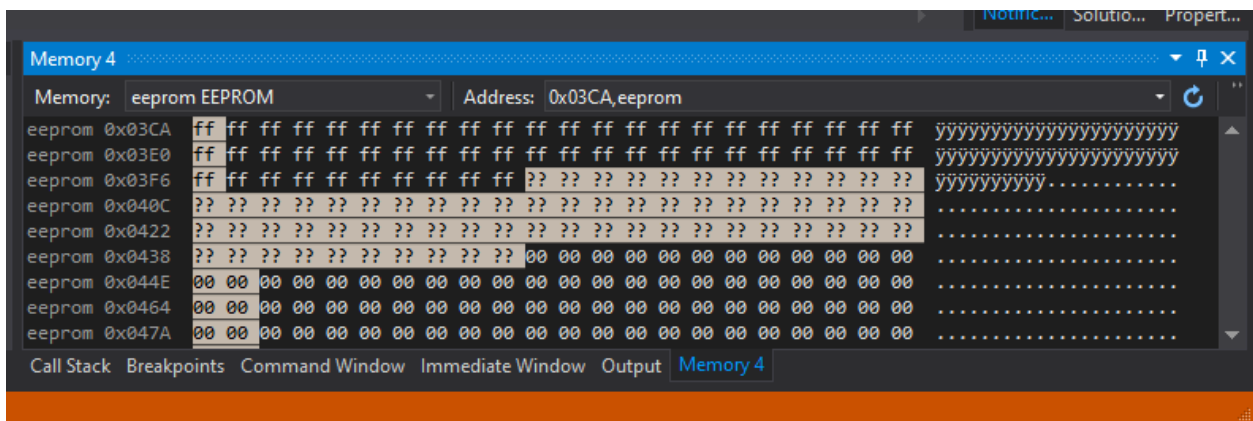 Notific... Solutio... Propert...
Memory 4
Memory: eeprom EEPROM Address: 0x03CA,eeprom
eeprom 0x03CA ff ff ff ff ff ff ff ff ff ff ff ff ff ff ff ff ff ff ff ff ff ff ÿÿÿÿÿÿÿÿÿÿÿÿÿÿÿÿÿÿÿÿÿÿ
eeprom 0x03E0 ff ff ff ff ff ff ff ff ff ff ff ff ff ff ff ff ff ff ff ff ff ff ÿÿÿÿÿÿÿÿÿÿÿÿÿÿÿÿÿÿÿÿÿÿ
eeprom 0x03F6 ff ff ff ff ff ff ff ff ff ff ?? ?? ?? ?? ?? ?? ?? ?? ?? ?? ?? ?? ÿÿÿÿÿÿÿÿÿÿ............
eeprom 0x040C ?? ?? ?? ?? ?? ?? ?? ?? ?? ?? ?? ?? ?? ?? ?? ?? ?? ?? ?? ?? ?? ?? ......................
eeprom 0x0422 ?? ?? ?? ?? ?? ?? ?? ?? ?? ?? ?? ?? ?? ?? ?? ?? ?? ?? ?? ?? ?? ?? ......................
eeprom 0x0438 ?? ?? ?? ?? ?? ?? ?? ?? ?? ?? 00 00 00 00 00 00 00 00 00 00 00 00 ......................
eeprom 0x044E 00 00 00 00 00 00 00 00 00 00 00 00 00 00 00 00 00 00 00 00 00 00 ......................
eeprom 0x0464 00 00 00 00 00 00 00 00 00 00 00 00 00 00 00 00 00 00 00 00 00 00 ......................
eeprom 0x047A 00 00 00 00 00 00 00 00 00 00 00 00 00 00 00 00 00 00 00 00 00 00 ......................
Call Stack Breakpoints Command Window Immediate Window Output Memory 4